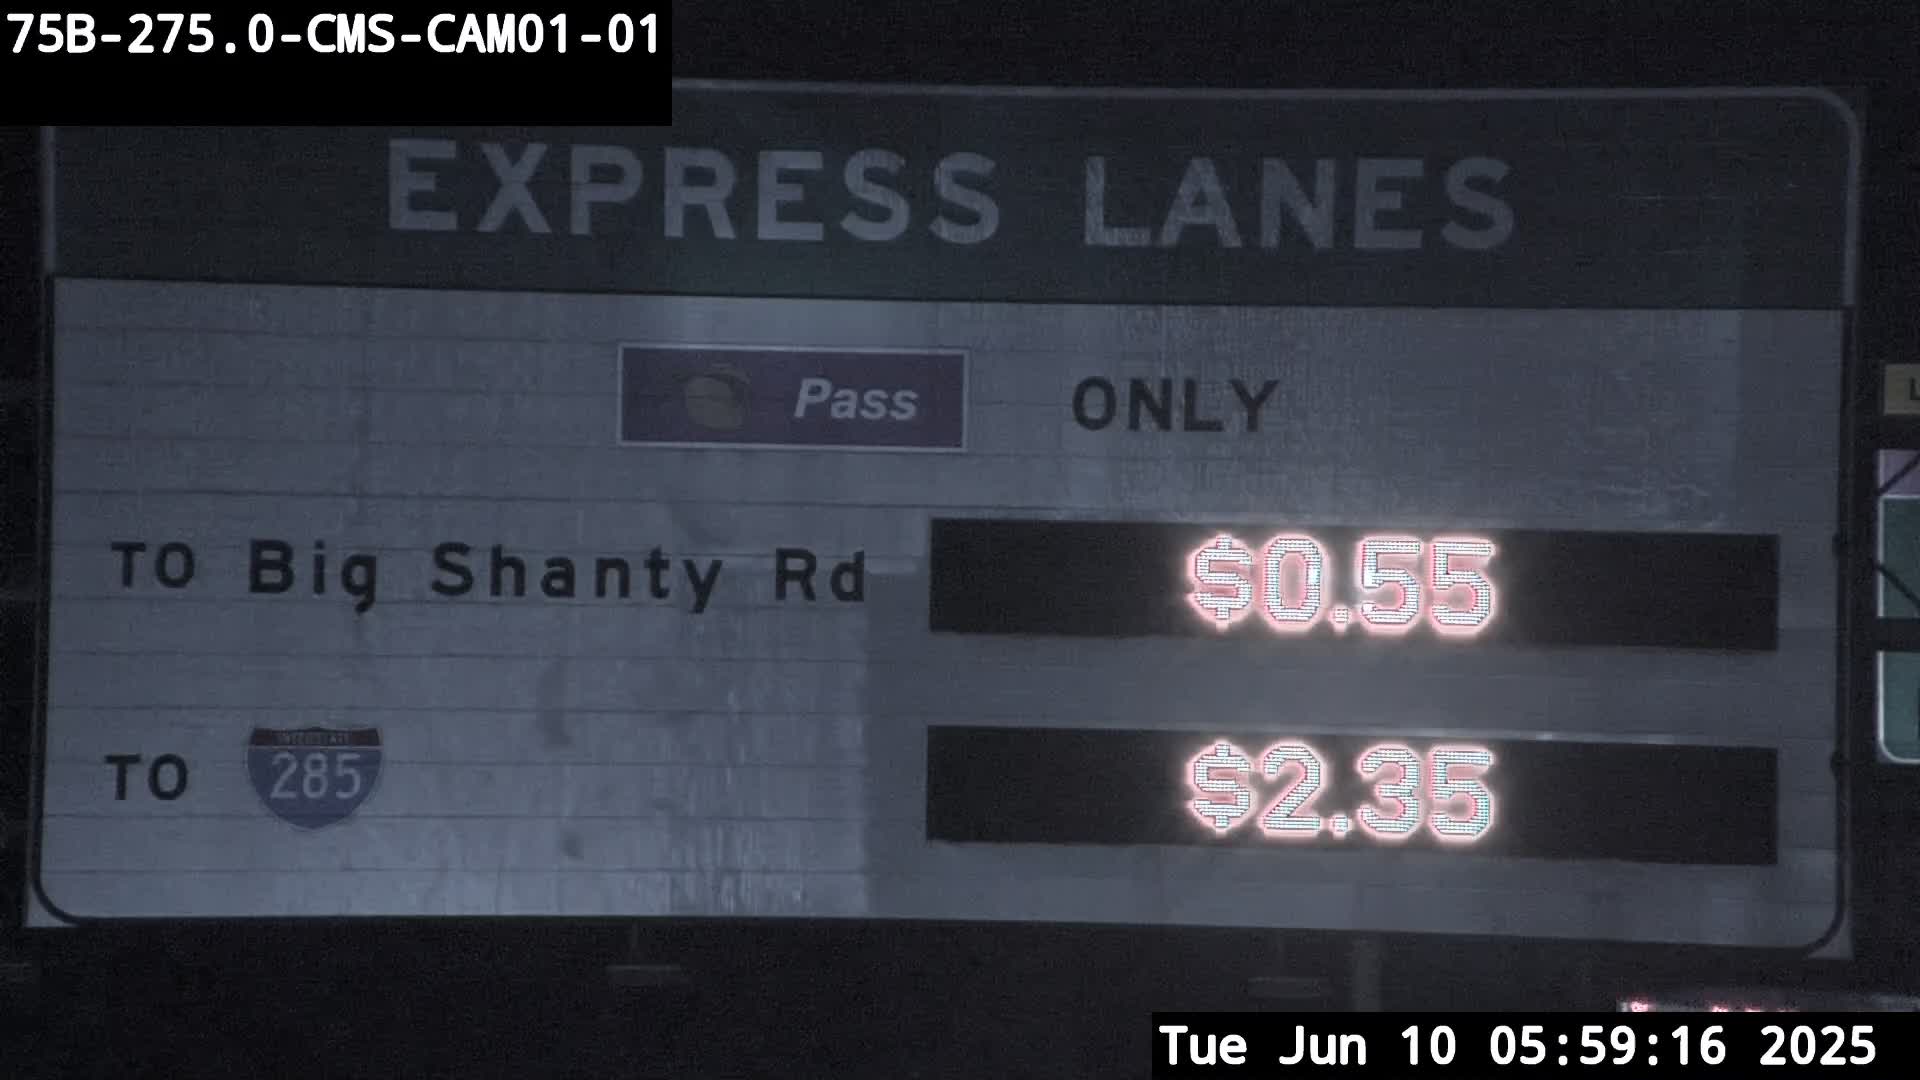 75B-275.0-CMS-CAM01-01
EXPRESS LANES
Pass ONLY
TO Big Shanty Rd $0.55
INTERSTATE
TO 285 $2.35
Tue Jun 10 05:59:16 2025